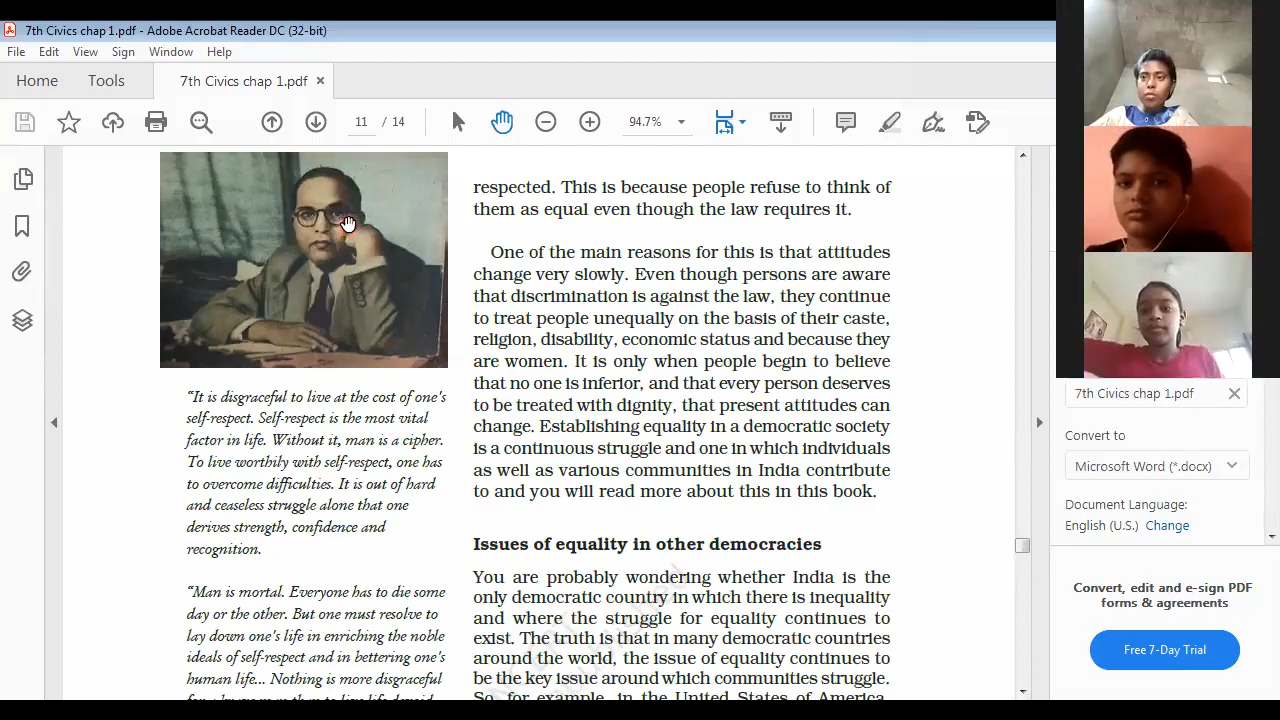 7th Civics chap 1.pdf - Adobe Acrobat Reader DC (32-bit)
File Edit View Sign Window Help
Home Tools 7th Civics chap 1.pdf ×
11 / 14 94.7%
respected. This is because people refuse to think of
them as equal even though the law requires it.
One of the main reasons for this is that attitudes
change very slowly. Even though persons are aware
that discrimination is against the law, they continue
to treat people unequally on the basis of their caste,
religion, disability, economic status and because they
are women. It is only when people begin to believe
that no one is inferior, and that every person deserves
to be treated with dignity, that present attitudes can
change. Establishing equality in a democratic society
is a continuous struggle and one in which individuals
as well as various communities in India contribute
to and you will read more about this in this book.
Issues of equality in other democracies
You are probably wondering whether India is the
only democratic country in which there is inequality
and where the struggle for equality continues to
exist. The truth is that in many democratic countries
around the world, the issue of equality continues to
be the key issue around which communities struggle.
So, for example, in the United States of America,
“It is disgraceful to live at the cost of one's
self-respect. Self-respect is the most vital
factor in life. Without it, man is a cipher.
To live worthily with self-respect, one has
to overcome difficulties. It is out of hard
and ceaseless struggle alone that one
derives strength, confidence and
recognition.
“Man is mortal. Everyone has to die some
day or the other. But one must resolve to
lay down one's life in enriching the noble
ideals of self-respect and in bettering one's
human life... Nothing is more disgraceful
7th Civics chap 1.pdf
Convert to
Microsoft Word (*.docx)
Document Language:
English (U.S.) Change
Convert, edit and e-sign PDF
forms & agreements
Free 7-Day Trial